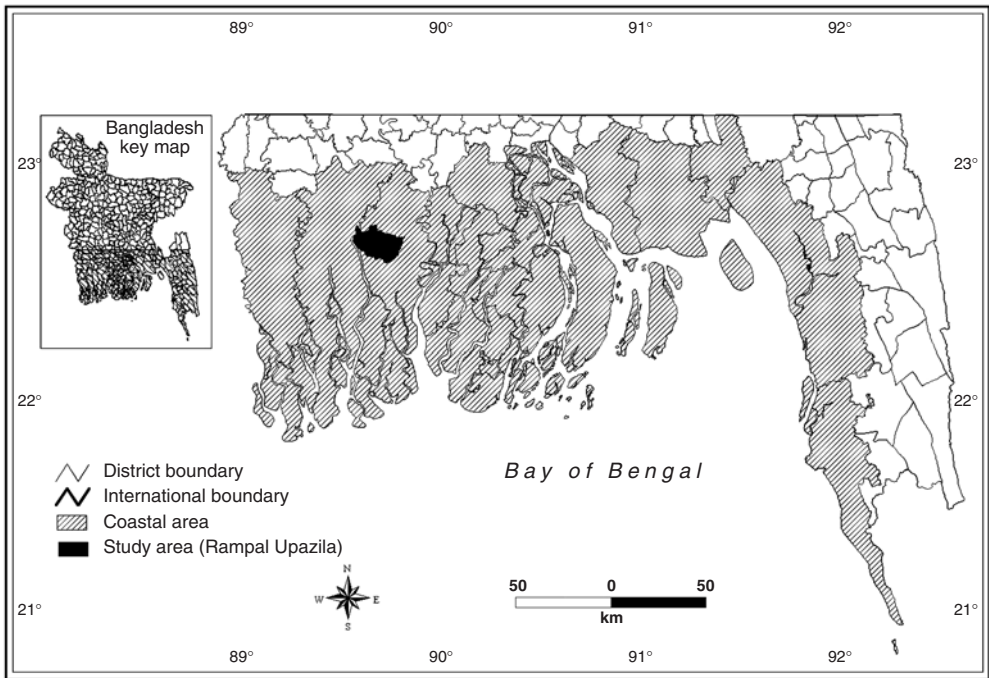 89° 90° 91° 92°
Bangladesh
key map
23° 23°
22° 22°
Bay of Bengal
District boundary
International boundary
Coastal area
Study area (Rampal Upazila)
N
W E
S
50 0 50
km
21° 21°
89° 90° 91° 92°